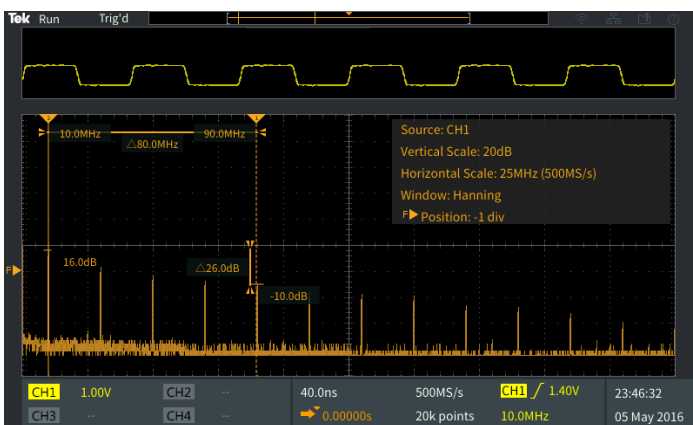 Tek Run Trig'd
10.0MHz 90.0MHz
△80.0MHz
Source: CH1
Vertical Scale: 20dB
Horizontal Scale: 25MHz (500MS/s)
Window: Hanning
F Position: -1 div
16.0dB
△26.0dB
F
-10.0dB
CH1 1.00V CH2 -- 40.0ns 500MS/s CH1 / 1.40V 23:46:32
CH3 -- CH4 -- 0.00000s 20k points 10.0MHz 05 May 2016